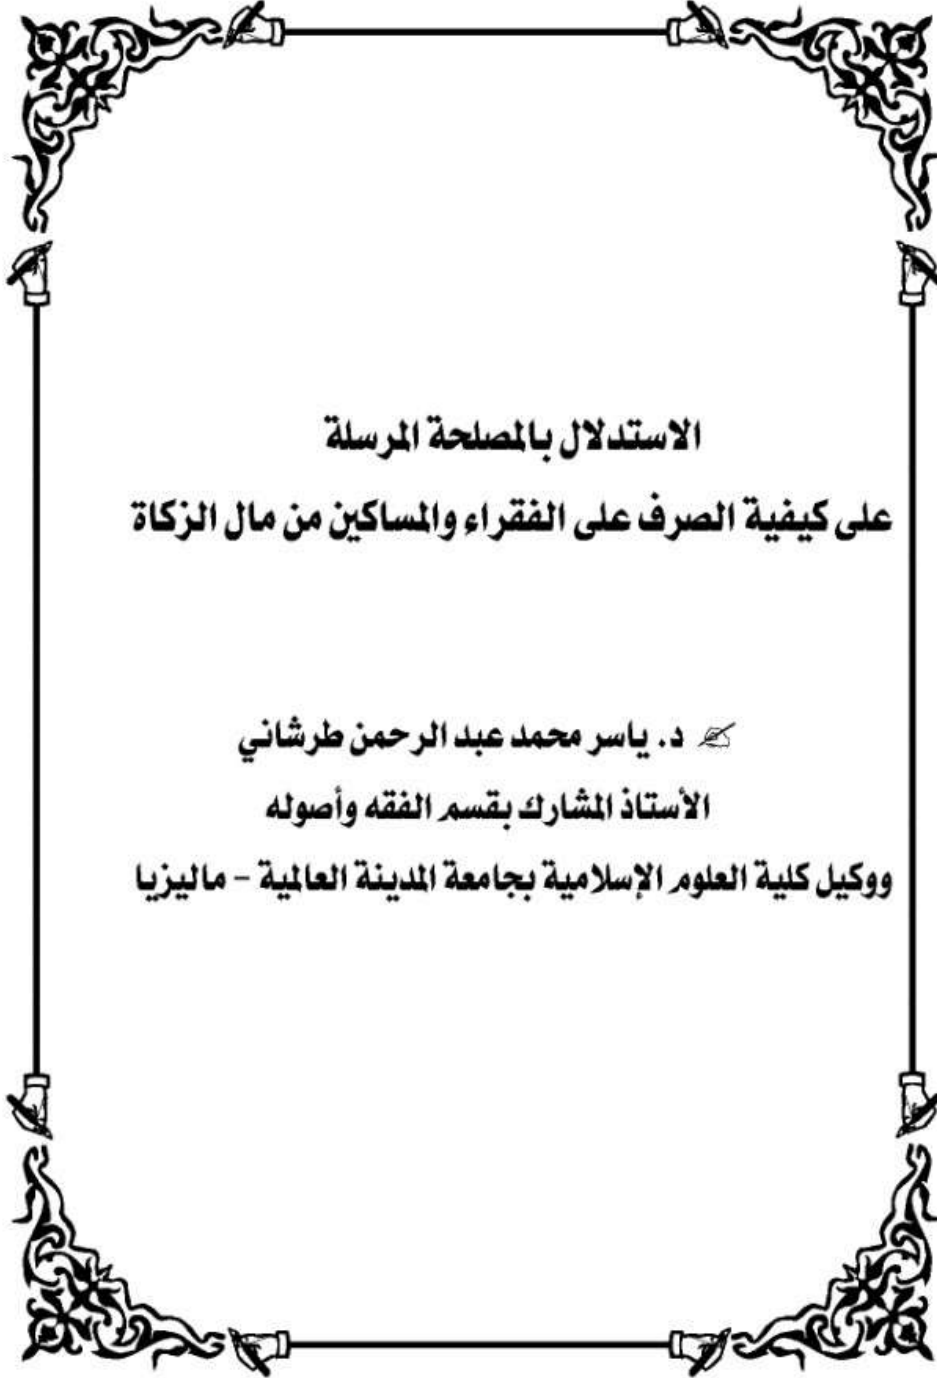 الاستدلال بالمصلحة المرسلة
على كيفية الصرف على الفقراء والمساكين من مال الزكاة
د. ياسر محمد عبد الرحمن طرشاني
الأستاذ المشارك بقسم الفقه وأصوله
ووكيل كلية العلوم الإسلامية بجامعة المدينة العالمية – ماليزيا